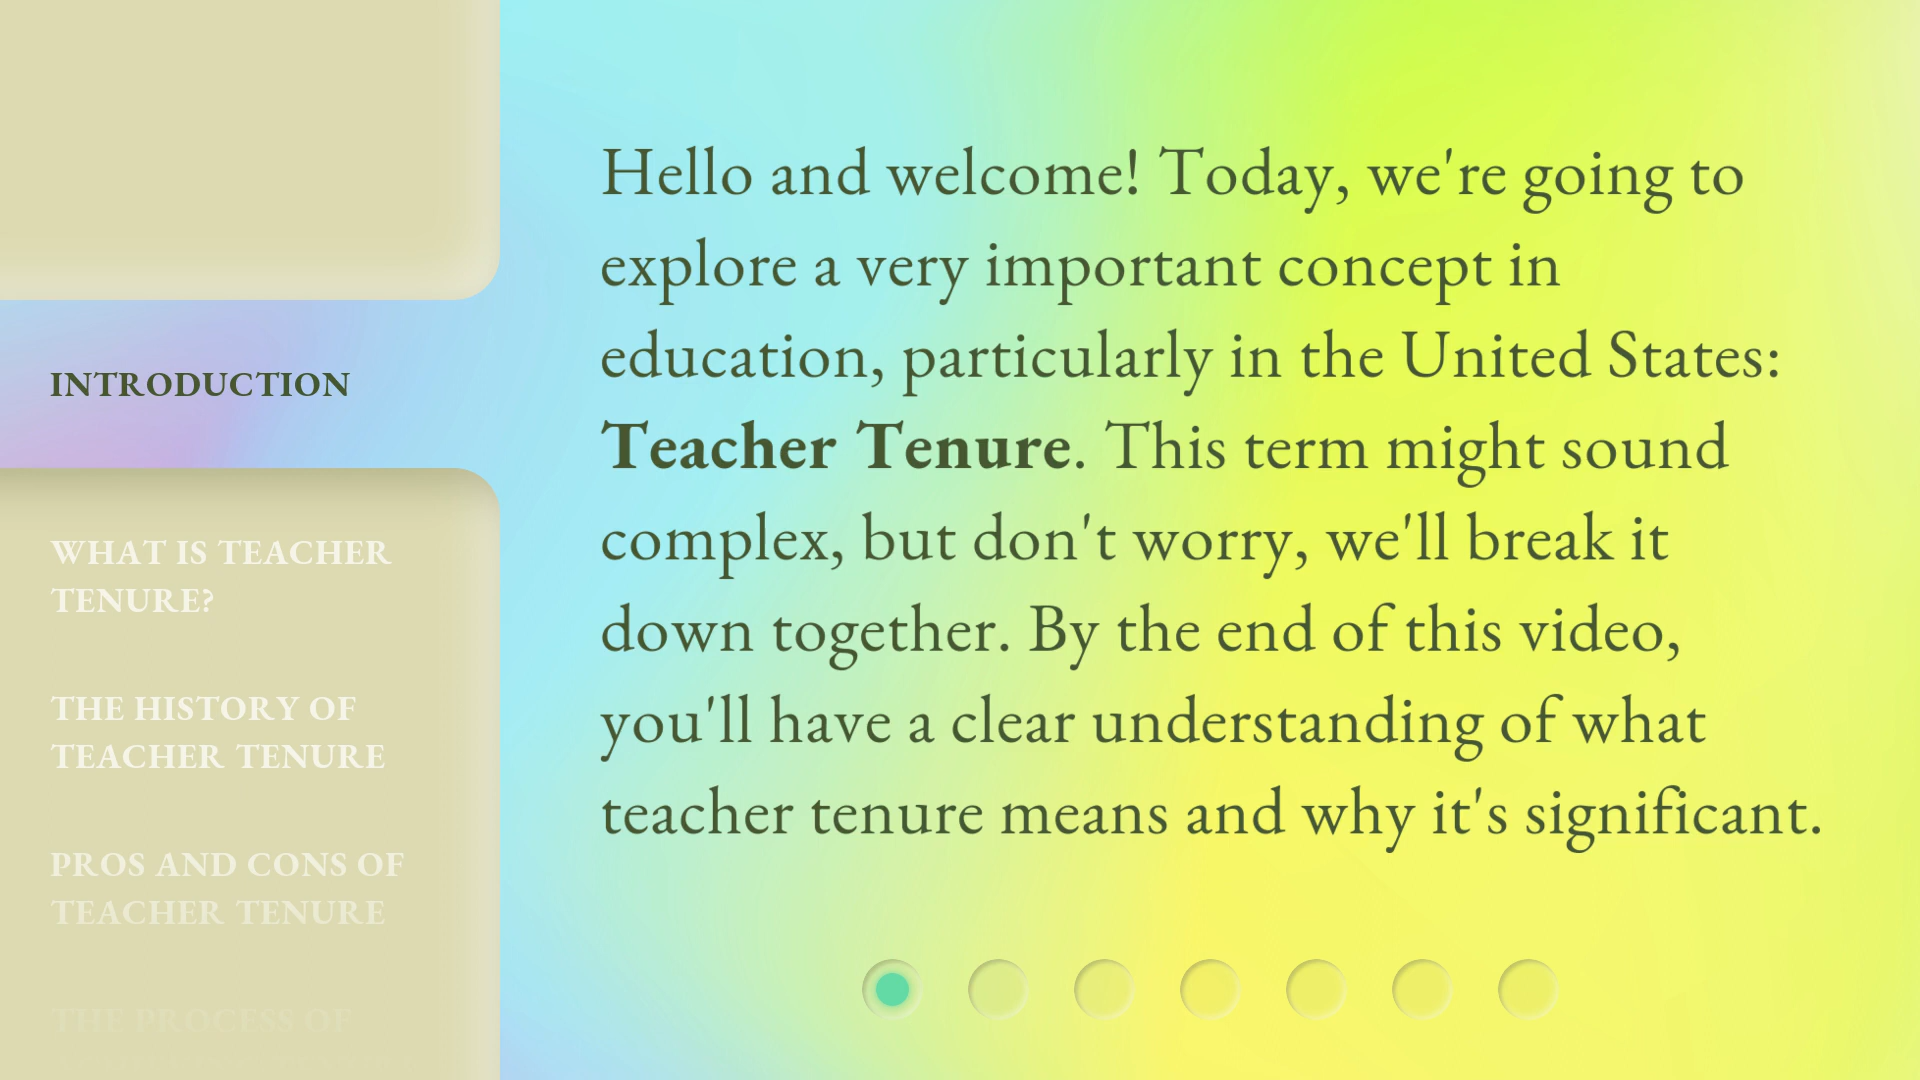 INTRODUCTION
WHAT IS TEACHER
TENURE?
THE HISTORY OF
TEACHER TENURE
PROS AND CONS OF
TEACHER TENURE
THE PROCESS OF
Hello and welcome! Today, we're going to
explore a very important concept in
education, particularly in the United States:
Teacher Tenure. This term might sound
complex, but don't worry, we'll break it
down together. By the end of this video,
you'll have a clear understanding of what
teacher tenure means and why it's significant.